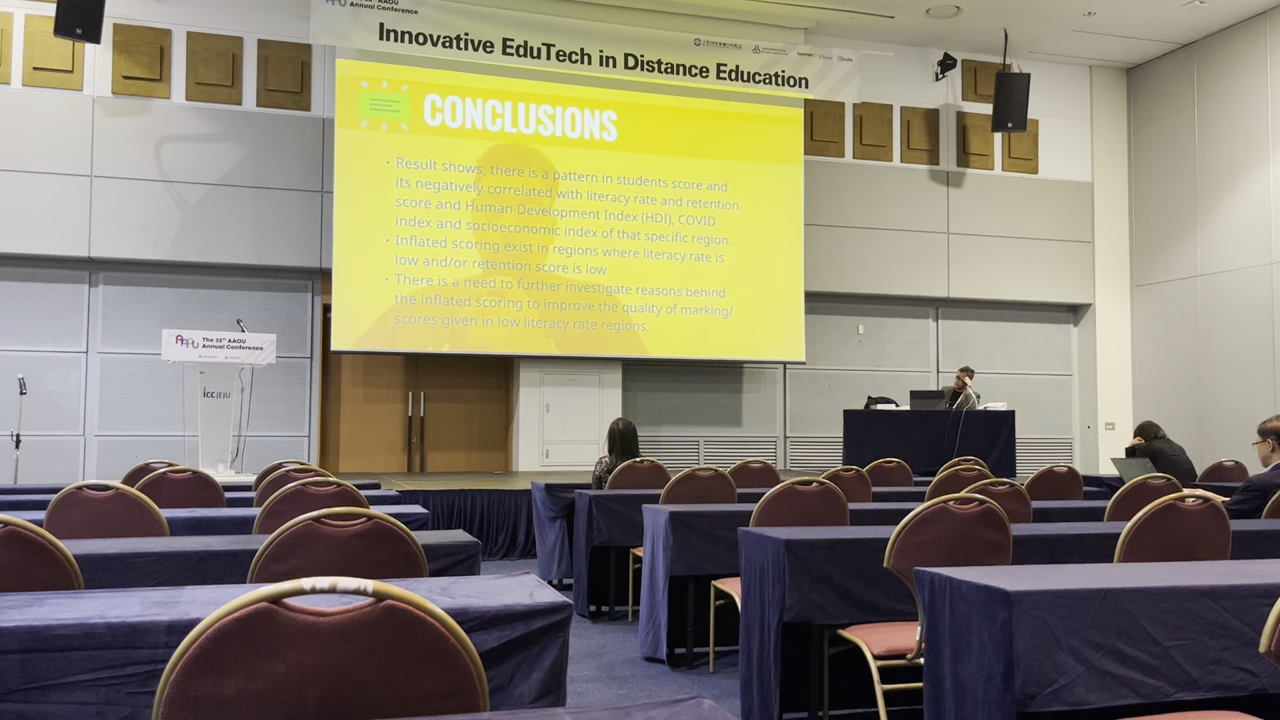 AAOU Annual Conference
Innovative EduTech in Distance Education
CONCLUSIONS
• Result shows, there is a pattern in students score and
its negatively correlated with literacy rate and retention
score and Human Development Index (HDI), COVID
index and socioeconomic index of that specific region.
• Inflated scoring exist in regions where literacy rate is
low and/or retention score is low
• There is a need to further investigate reasons behind
the inflated scoring to improve the quality of marking/
scores given in low literacy rate regions.
AAOU
The 35th AAOU
Annual Conference
icc JEJU